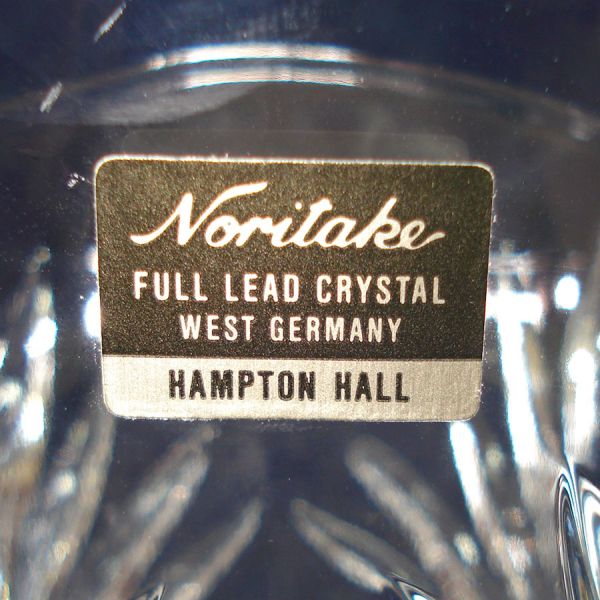 Noritake
FULL LEAD CRYSTAL
WEST GERMANY
HAMPTON HALL